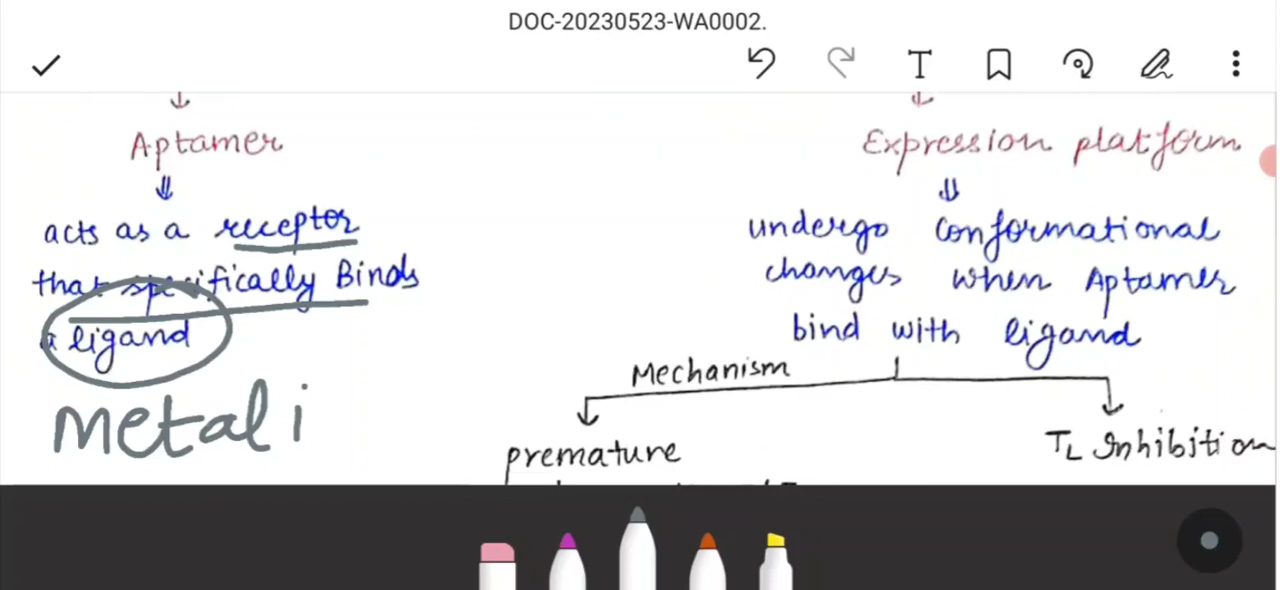 DOC-20230523-WA0002.
Aptamer
acts as a receptor
that specifically Binds
a ligand
Metal i
Expression platform
undergo conformational
changes when Aptamer
bind with ligand
Mechanism
premature
TL Inhibition